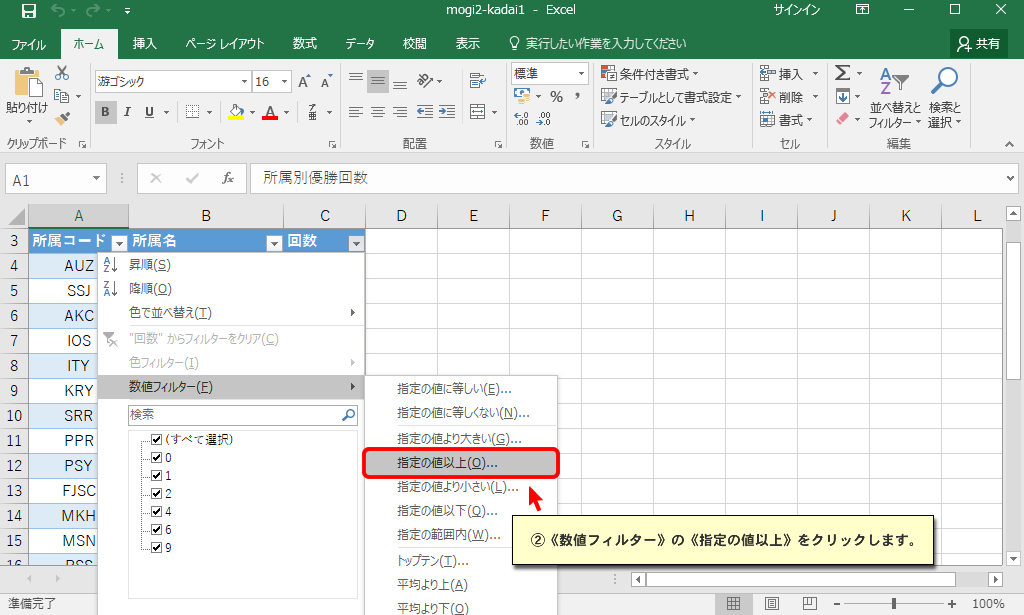 mogi2-kadai1 - Excel
サインイン
ファイル ホーム 挿入 ページ レイアウト 数式 データ 校閲 表示 実行したい作業を入力してください 共有
貼り付け
游ゴシック 16 A A
B I U A
標準
% ,
条件付き書式
テーブルとして書式設定
セルのスタイル
挿入
削除
書式
並べ替えと
フィルター
検索と
選択
クリップボード フォント 配置 数値 スタイル セル 編集
A1 fx 所属別優勝回数
A B C D E F G H I J K L
3 所属コード 所属名 回数
4 AUZ
5 SSJ
6 AKC
7 IOS
8 ITY
9 KRY
10 SRR
11 PPR
12 PSY
13 FJSC
14 MKH
15 MSN
16 RSS
昇順(S)
降順(O)
色で並べ替え(T)
"回数" からフィルターをクリア(C)
色フィルター(I)
数値フィルター(F)
検索
(すべて選択)
0
1
2
4
6
9
指定の値に等しい(E)...
指定の値に等しくない(N)...
指定の値より大きい(G)...
指定の値以上(O)...
指定の値より小さい(L)...
指定の値以下(Q)...
指定の範囲内(W)...
トップテン(T)...
平均より上(A)
平均より下(O)
②《数値フィルター》の《指定の値以上》をクリックします。
準備完了
100%